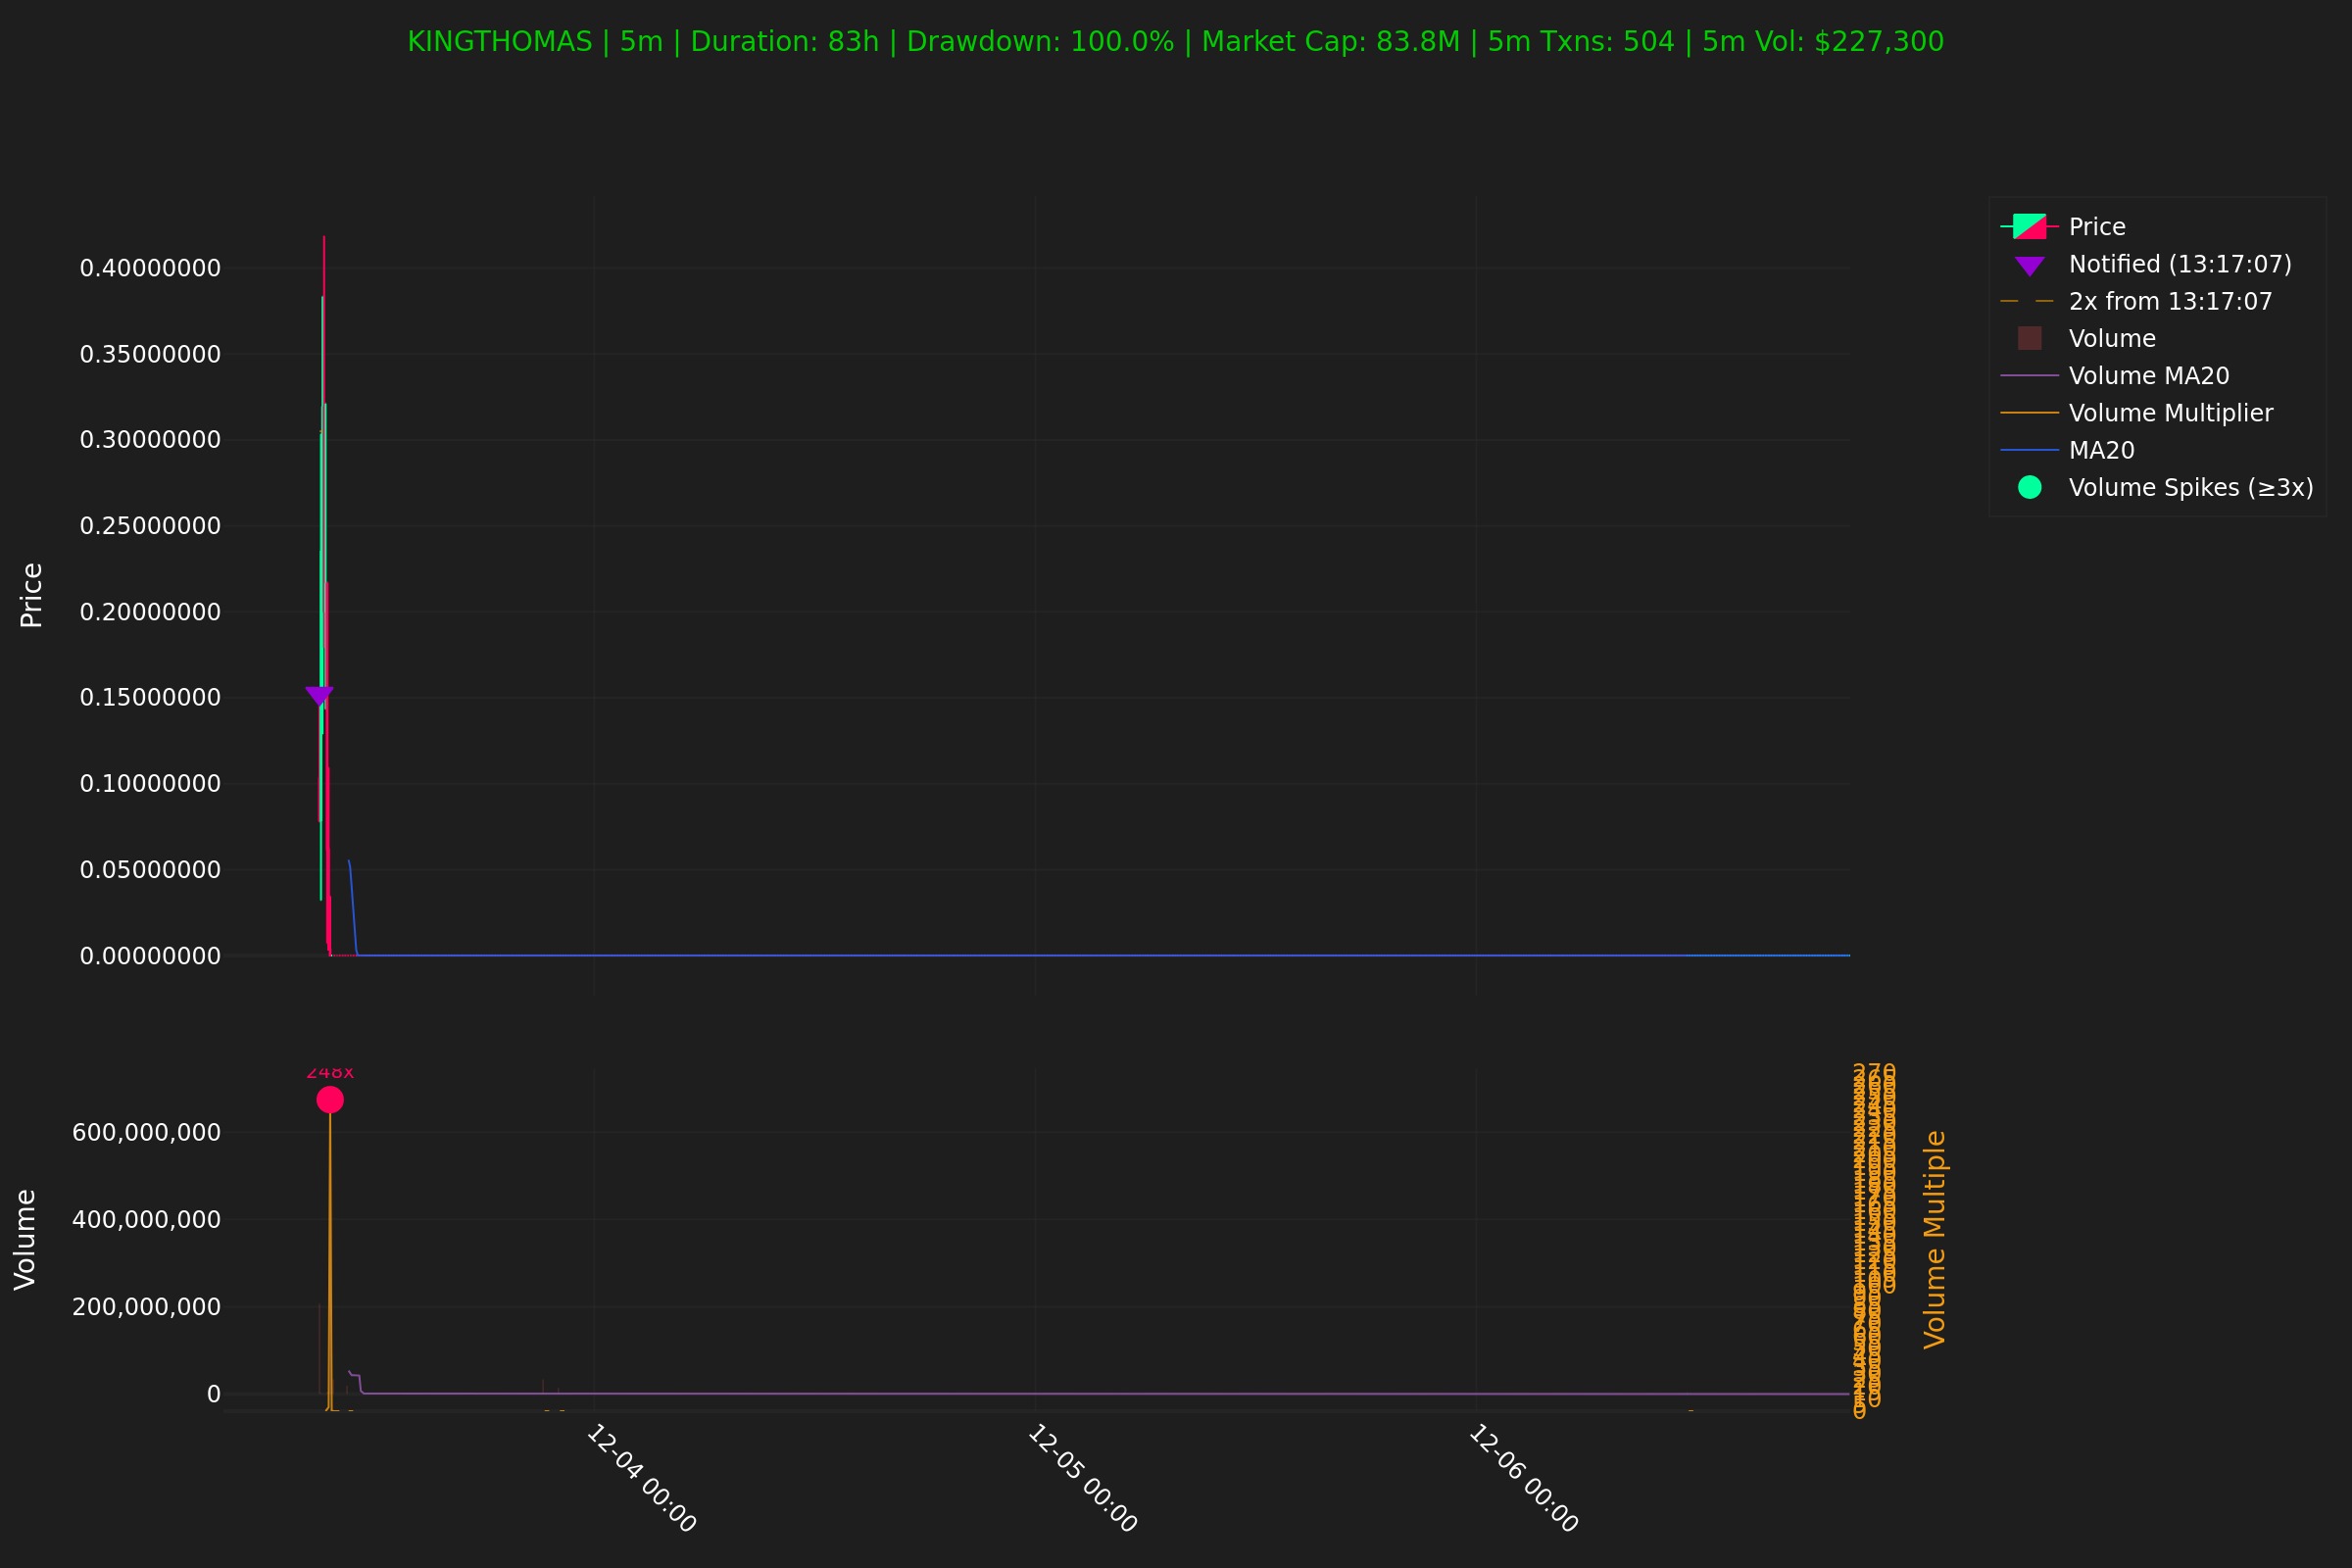 KINGTHOMAS | 5m | Duration: 83h | Drawdown: 100.0% | Market Cap: 83.8M | 5m Txns: 504 | 5m Vol: $227,300
Price
Notified (13:17:07)
2x from 13:17:07
Volume
Volume MA20
Volume Multiplier
MA20
Volume Spikes (≥3x)
Price
0.40000000
0.35000000
0.30000000
0.25000000
0.20000000
0.15000000
0.10000000
0.05000000
0.00000000
248x
Volume
600,000,000
400,000,000
200,000,000
0
270
0
Volume Multiple
12-04 00:00
12-05 00:00
12-06 00:00